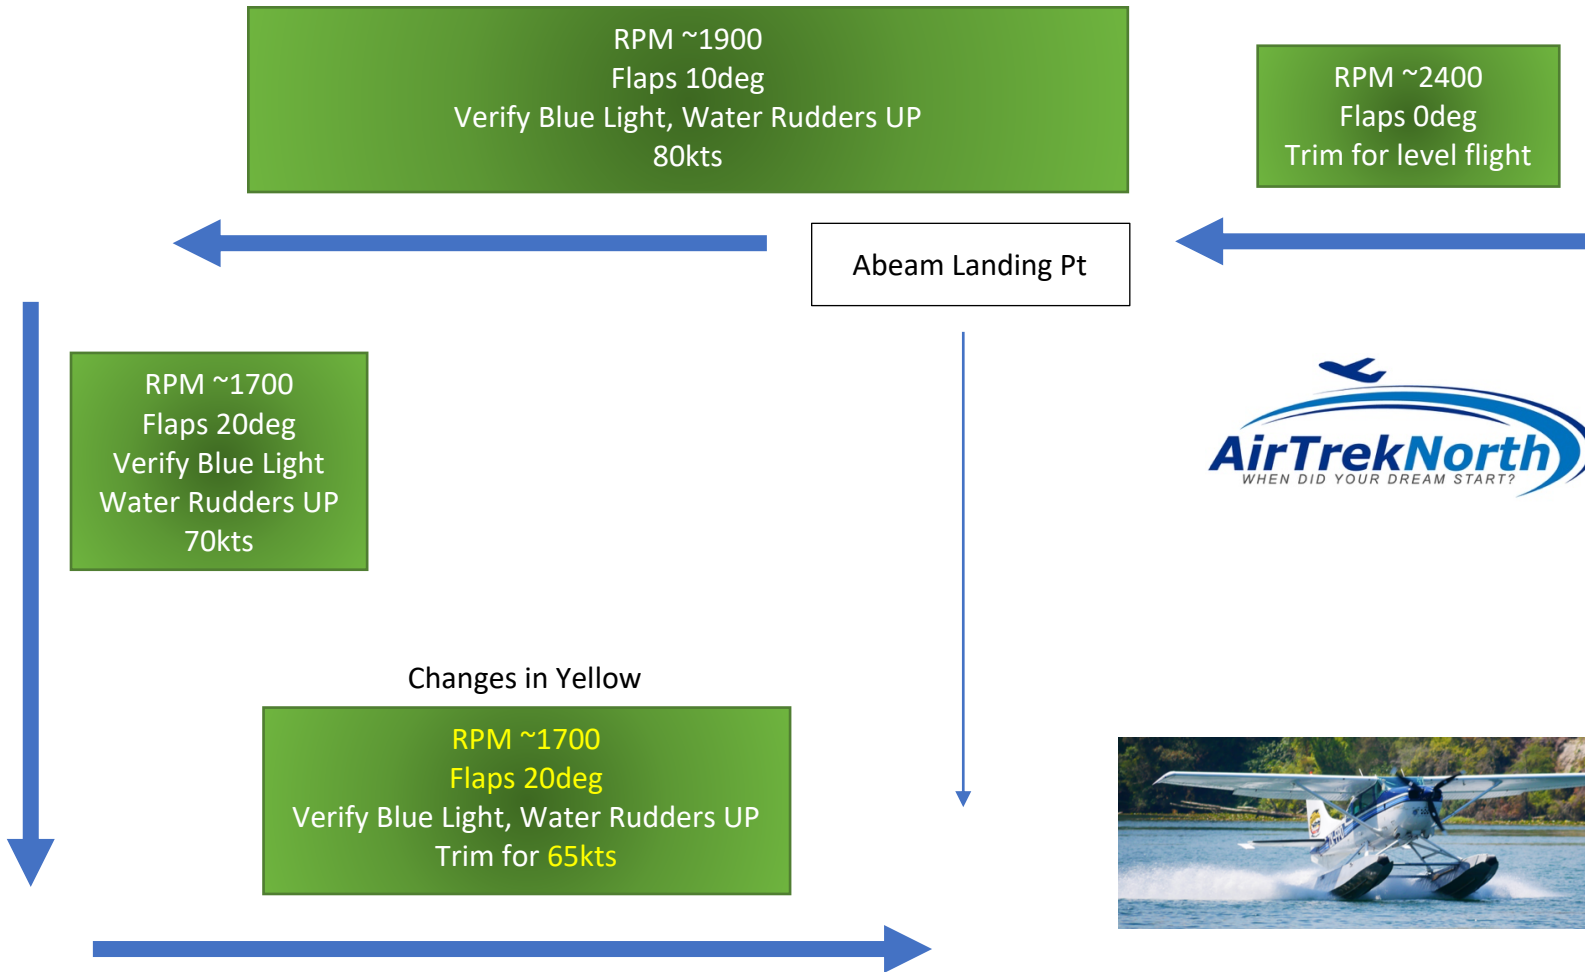 RPM ~1900
Flaps 10deg
Verify Blue Light, Water Rudders UP
80kts
RPM ~2400
Flaps 0deg
Trim for level flight
Abeam Landing Pt
RPM ~1700
Flaps 20deg
Verify Blue Light
Water Rudders UP
70kts
AirTrekNorth
WHEN DID YOUR DREAM START?
Changes in Yellow
RPM ~1700
Flaps 20deg
Verify Blue Light, Water Rudders UP
Trim for 65kts